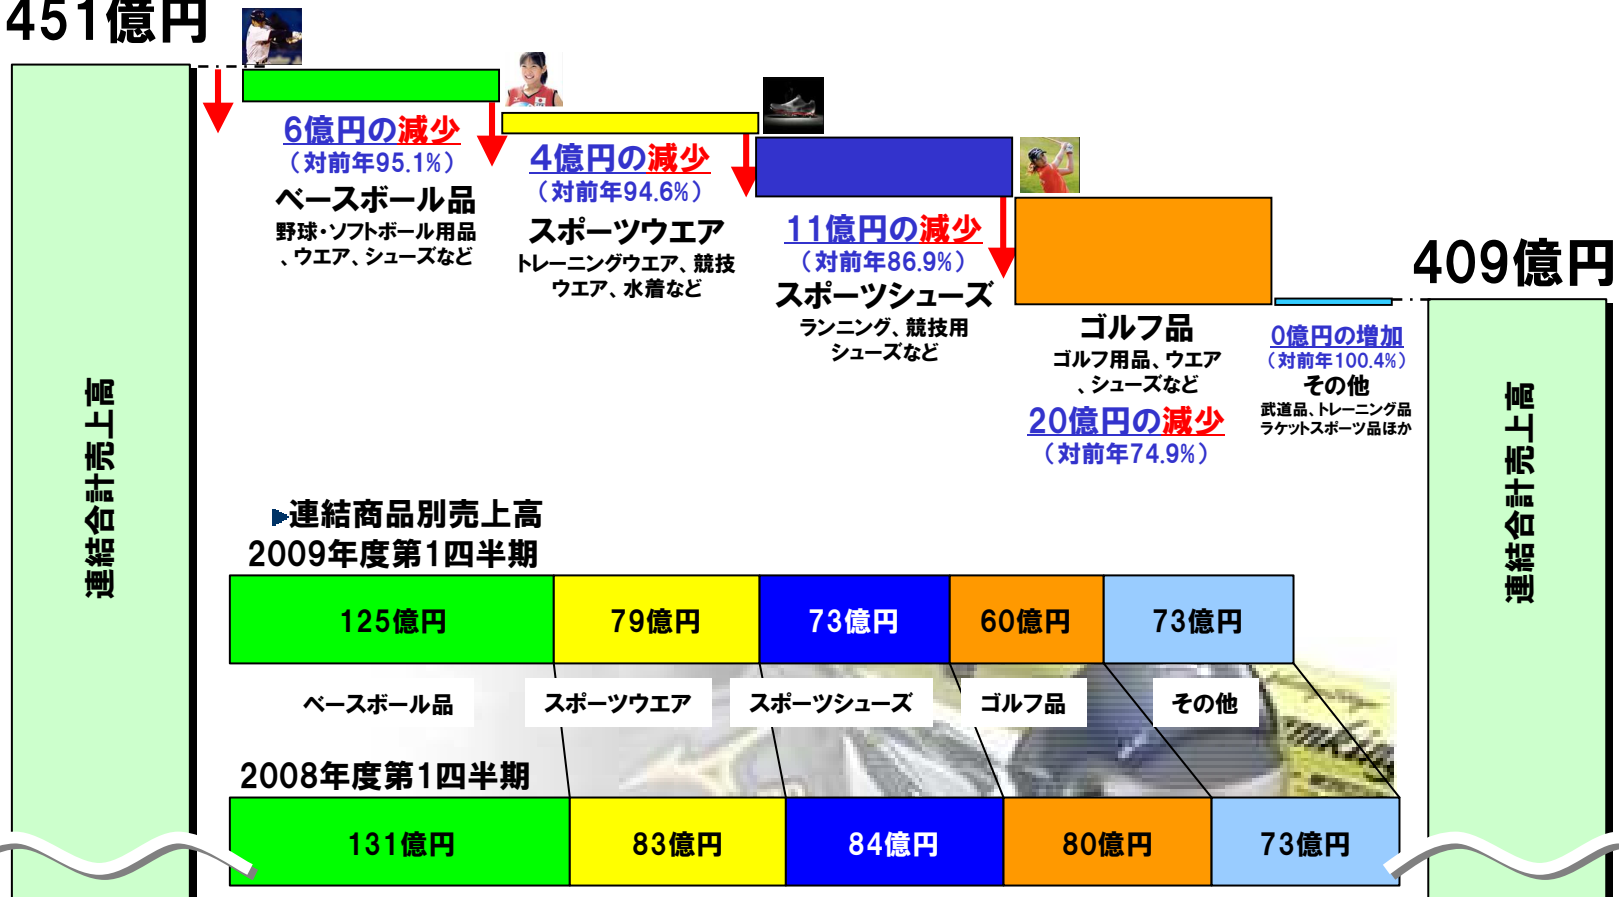 451億円
6億円の減少
（対前年95.1%）
ベースボール品
野球・ソフトボール用品
、ウエア、シューズなど
4億円の減少
（対前年94.6%）
スポーツウエア
トレーニングウエア、競技
ウエア、水着など
11億円の減少
（対前年86.9%）
スポーツシューズ
ランニング、競技用
シューズなど
ゴルフ品
ゴルフ用品、ウエア
、シューズなど
20億円の減少
（対前年74.9%）
0億円の増加
（対前年100.4%）
その他
武道品、トレーニング品
ラケットスポーツ品ほか
409億円
連結合計売上高
連結合計売上高
連結商品別売上高
2009年度第1四半期
125億円
79億円
73億円
60億円
73億円
ベースボール品
スポーツウエア
スポーツシューズ
ゴルフ品
その他
2008年度第1四半期
131億円
83億円
84億円
80億円
73億円